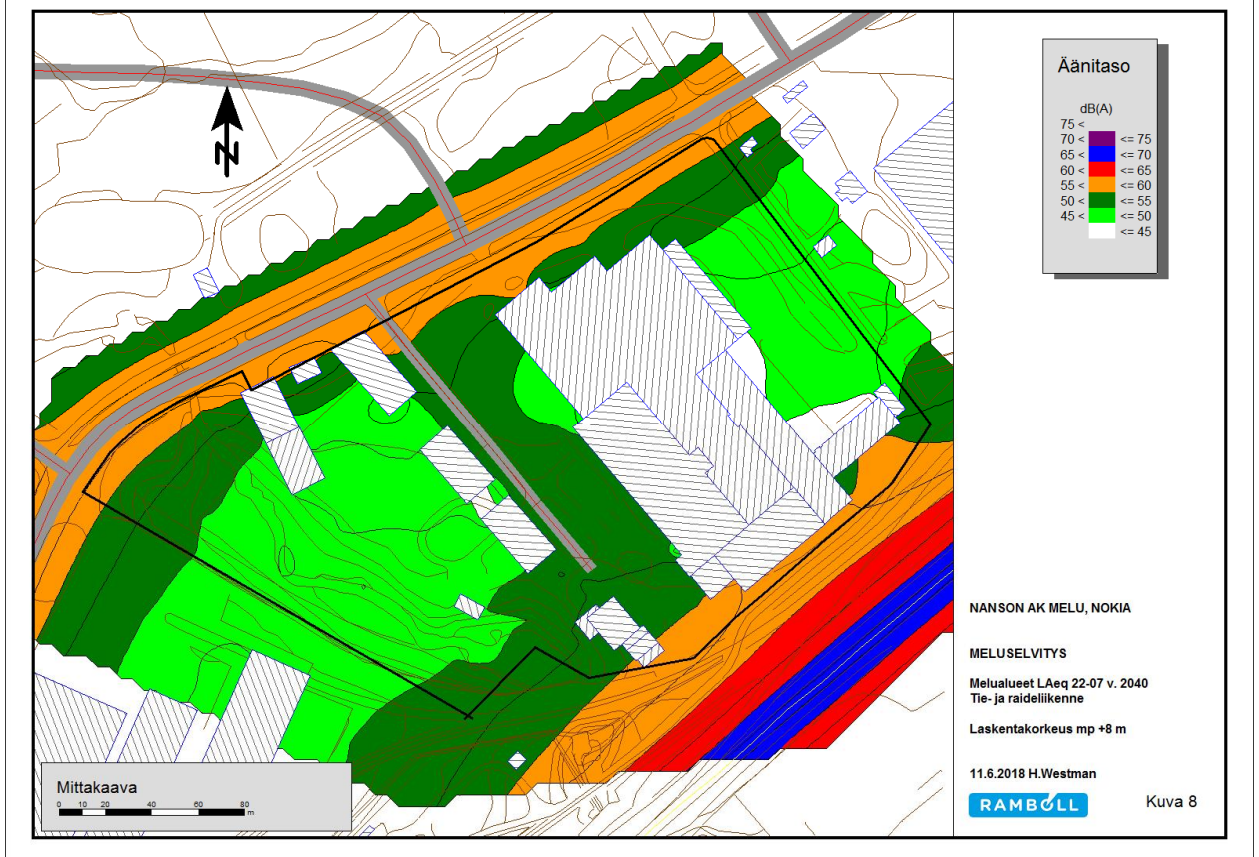 N
Äänitaso
dB(A)
75 <
70 < <= 75
65 < <= 70
60 < <= 65
55 < <= 60
50 < <= 55
45 < <= 50
<= 45
NANSON AK MELU, NOKIA
MELUSELVITYS
Melualueet LAeq 22-07 v. 2040
Tie- ja raideliikenne
Laskentakorkeus mp +8 m
11.6.2018 H.Westman
RAMBOLL
Kuva 8
Mittakaava
0 10 20 40 60 80
m